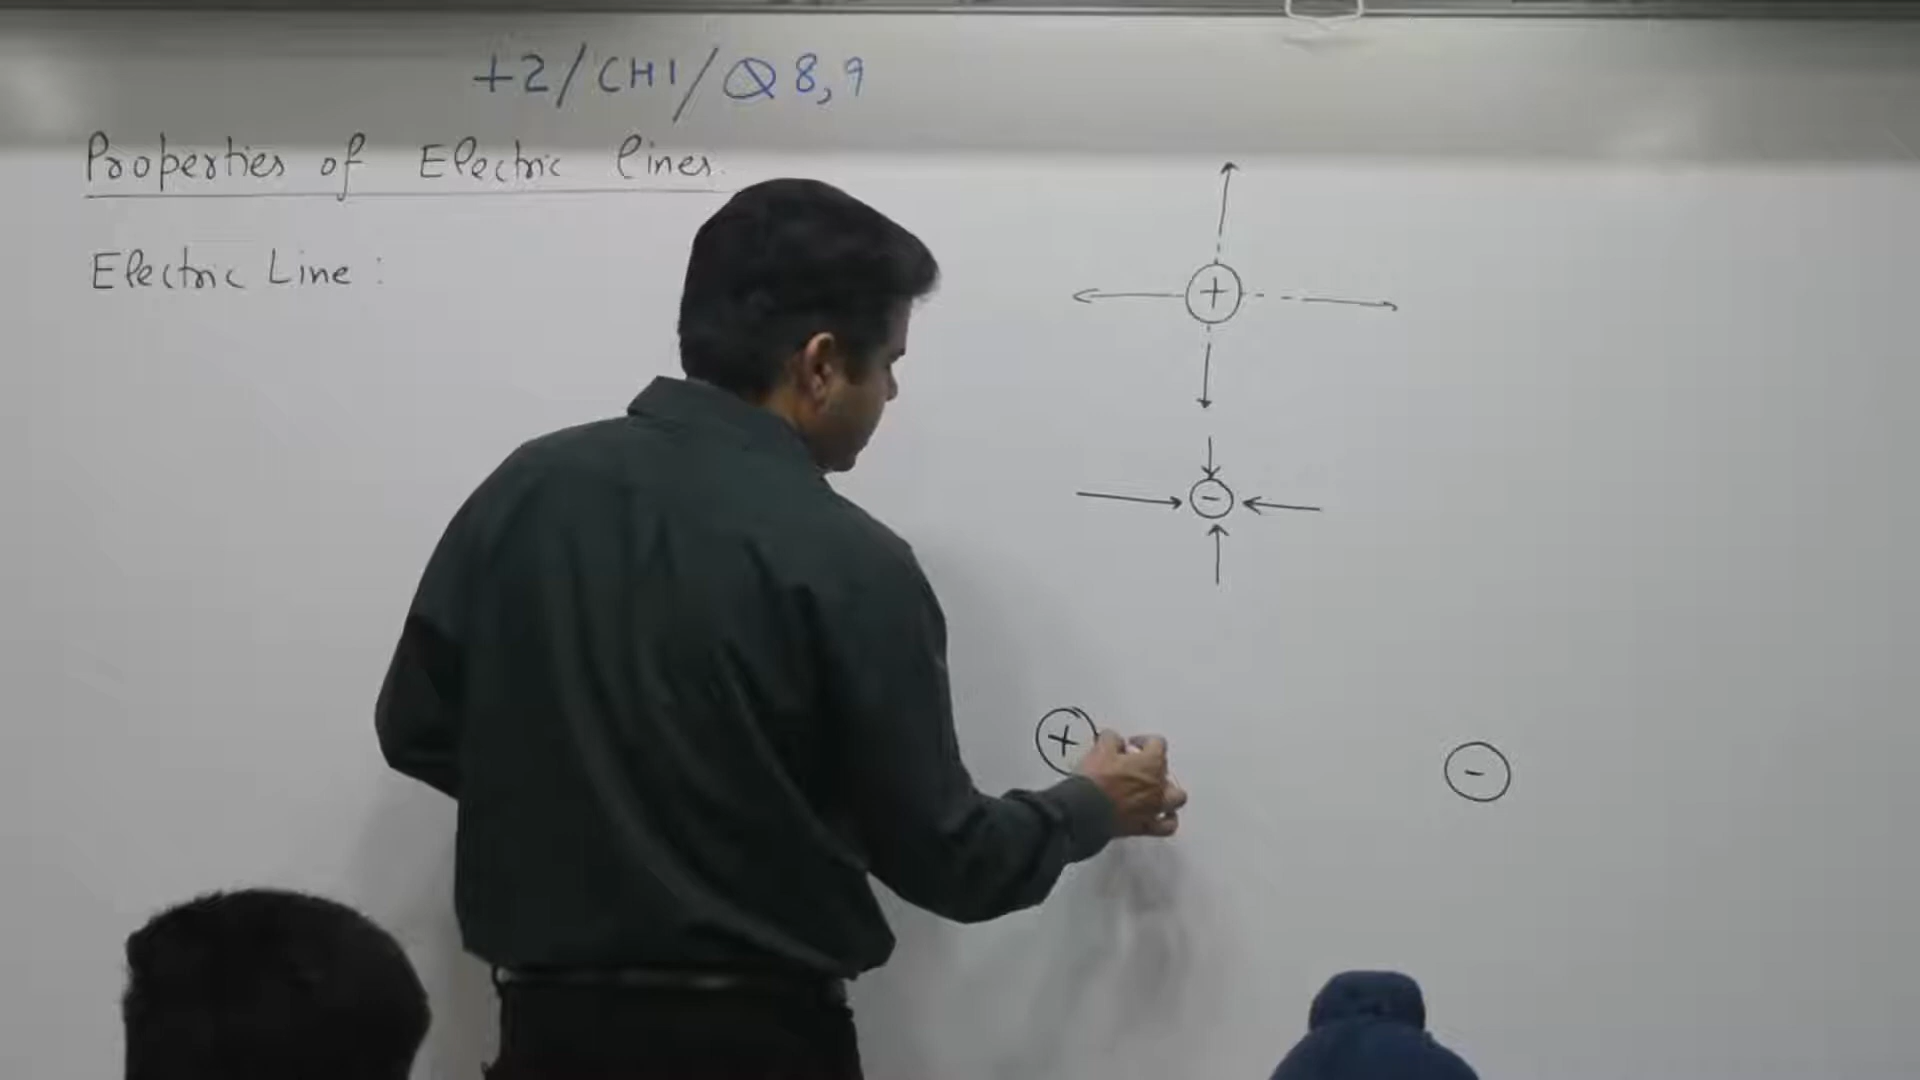 +2/CH1/Q8,9
Properties of Electric lines.
Electric Line :
+
-
+
-